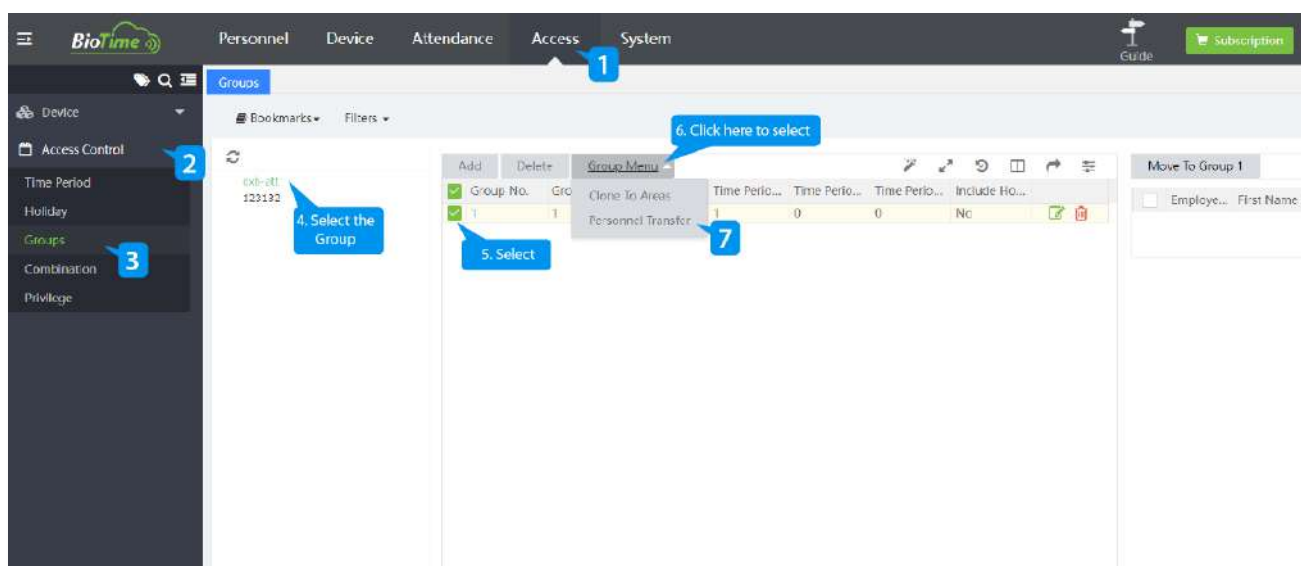 BioTime
Personnel Device Attendance Access System
1
Guide
Subscription
Groups
Device
Bookmarks Filters
6. Click here to select
Access Control
2
Add Delete Group Menu
Move To Group 1
Time Period
123132
Group No. Gro
Clone To Areas
Time Perio... Time Perio... Time Perio... Include Ho...
Employe... First Name
Holiday
4. Select the
Group
1 1
Personnel Transfer
1 0 0 No
7
Groups
3
5. Select
Combination
Privilege